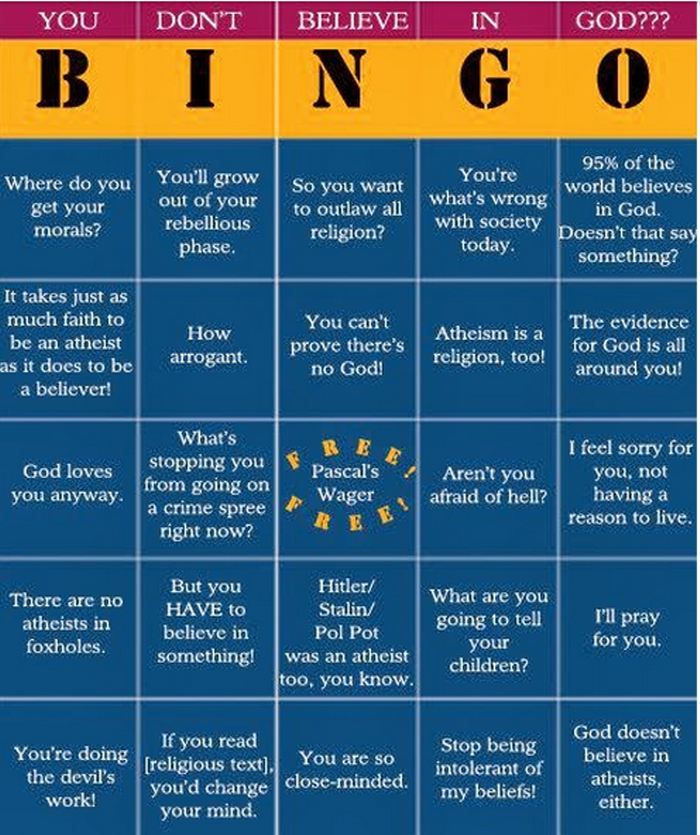 YOU DON'T BELIEVE IN GOD???
B I N G O
Where do you
get your
morals?
You'll grow
out of your
rebellious
phase.
So you want
to outlaw all
religion?
You're
what's wrong
with society
today.
95% of the
world believes
in God.
Doesn't that say
something?
It takes just as
much faith to
be an atheist
as it does to be
a believer!
How
arrogant.
You can't
prove there's
no God!
Atheism is a
religion, too!
The evidence
for God is all
around you!
God loves
you anyway.
What's
stopping you
from going on
a crime spree
right now?
FREE!
Pascal's
Wager
FREE!
Aren't you
afraid of hell?
I feel sorry for
you, not
having a
reason to live.
There are no
atheists in
foxholes.
But you
HAVE to
believe in
something!
Hitler/
Stalin/
Pol Pot
was an atheist
too, you know.
What are you
going to tell
your
children?
I'll pray
for you.
You're doing
the devil's
work!
If you read
[religious text],
you'd change
your mind.
You are so
close-minded.
Stop being
intolerant of
my beliefs!
God doesn't
believe in
atheists,
either.